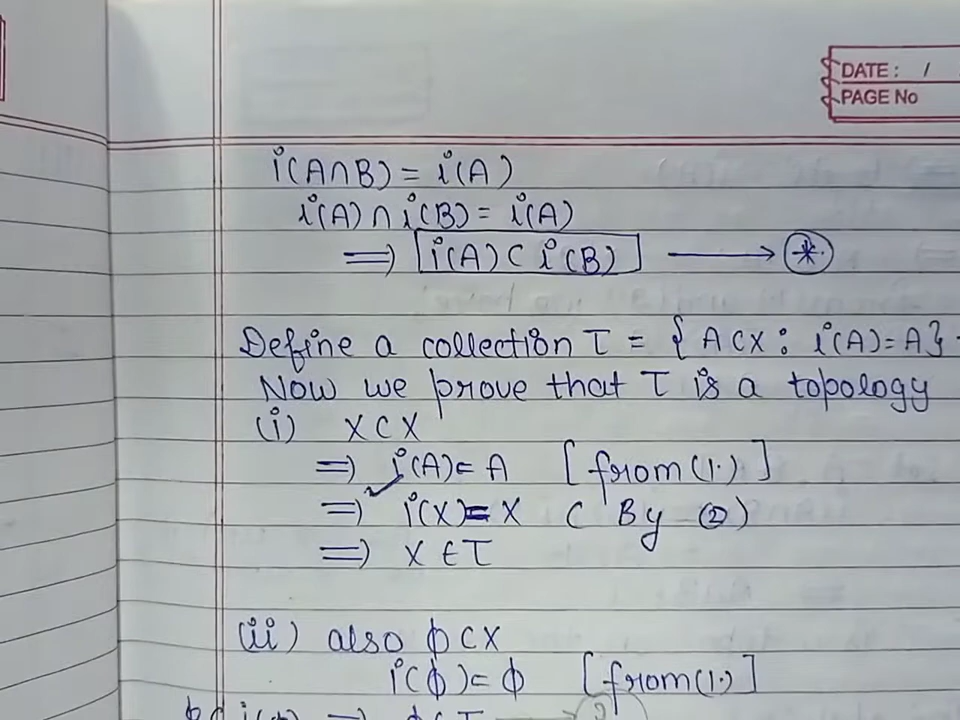 DATE : /
PAGE No
i(A∩B) = i(A)
i(A) ∩ i(B) = i(A)
⟹ i(A) ⊂ i(B) ⟶ *
Define a collection T = { A⊂X : i(A) = A}
Now we prove that T is a topology
(i) X⊂X
⟹ i(A) = A [from (1.)]
⟹ i(X) = X ( By ②)
⟹ X ∈ T
(ii) also ϕ⊂X
i(ϕ) = ϕ [from (1.)]